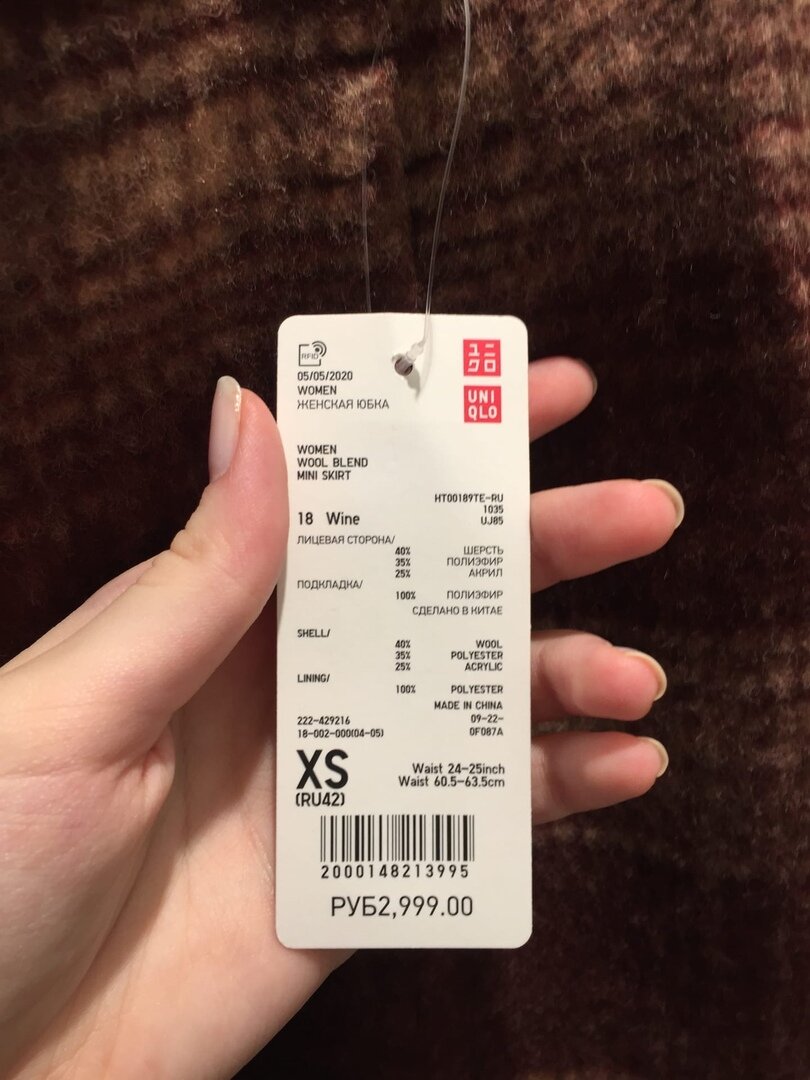 RFID
ユニ
クロ
UNI
QLO
05/05/2020
WOMEN
ЖЕНСКАЯ ЮБКА
WOMEN
WOOL BLEND
MINI SKIRT
HT00189TE-RU
1035
UJ85
18 Wine
ЛИЦЕВАЯ СТОРОНА/
40% ШЕРСТЬ
35% ПОЛИЭФИР
25% АКРИЛ
ПОДКЛАДКА/
100% ПОЛИЭФИР
СДЕЛАНО В КИТАЕ
SHELL/
40% WOOL
35% POLYESTER
25% ACRYLIC
LINING/
100% POLYESTER
MADE IN CHINA
222-429216 09-22-
18-002-000(04-05) 0F087A
XS
(RU42)
Waist 24-25inch
Waist 60.5-63.5cm
2000148213995
РУБ2,999.00